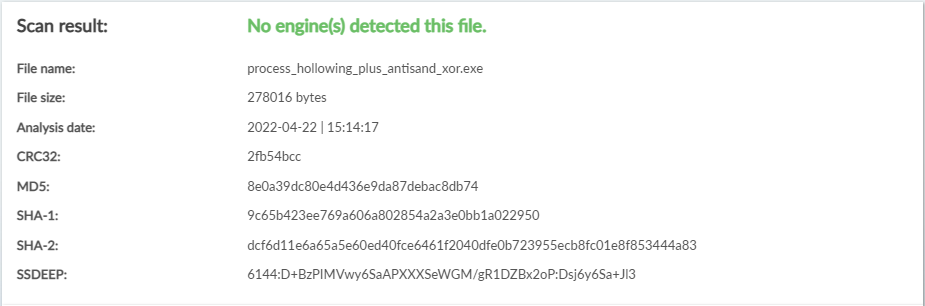 Scan result: No engine(s) detected this file.
File name: process_hollowing_plus_antisand_xor.exe
File size: 278016 bytes
Analysis date: 2022-04-22 | 15:14:17
CRC32: 2fb54bcc
MD5: 8e0a39dc80e4d436e9da87debac8db74
SHA-1: 9c65b423ee769a606a802854a2a3e0bb1a022950
SHA-2: dcf6d11e6a65a5e60ed40fce6461f2040dfe0b723955ecb8fc01e8f853444a83
SSDEEP: 6144:D+BzPlMVwy6SaAPXXXSeWGM/gR1DZBx2oP:Dsj6y6Sa+Jl3